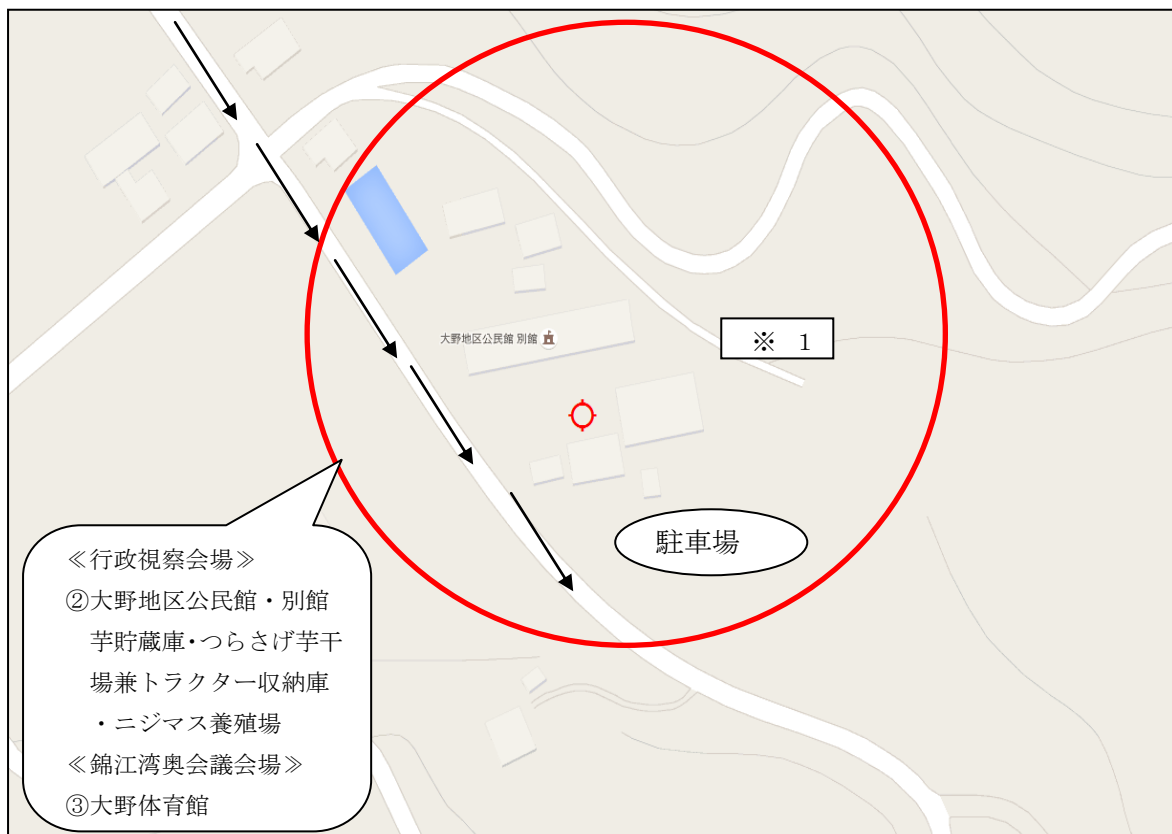 大野地区公民館 別館
※ 1
駐車場
≪行政視察会場≫
②大野地区公民館・別館
芋貯蔵庫・つらさげ芋干
場兼トラクター収納庫
・ニジマス養殖場
≪錦江湾奥会議会場≫
③大野体育館